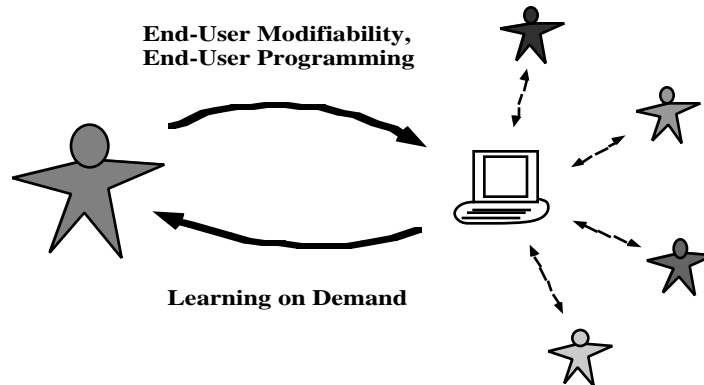 End-User Modifiability,
End-User Programming
Learning on Demand